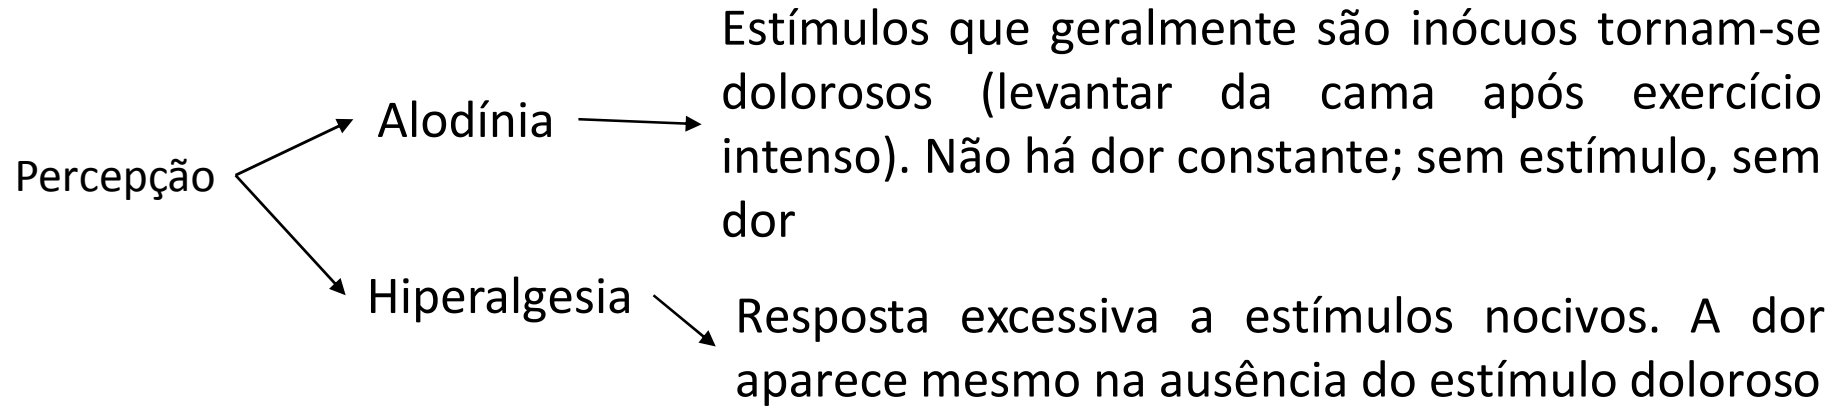 Percepção
Alodínia
Estímulos que geralmente são inócuos tornam-se
dolorosos (levantar da cama após exercício
intenso). Não há dor constante; sem estímulo, sem
dor
Hiperalgesia
Resposta excessiva a estímulos nocivos. A dor
aparece mesmo na ausência do estímulo doloroso